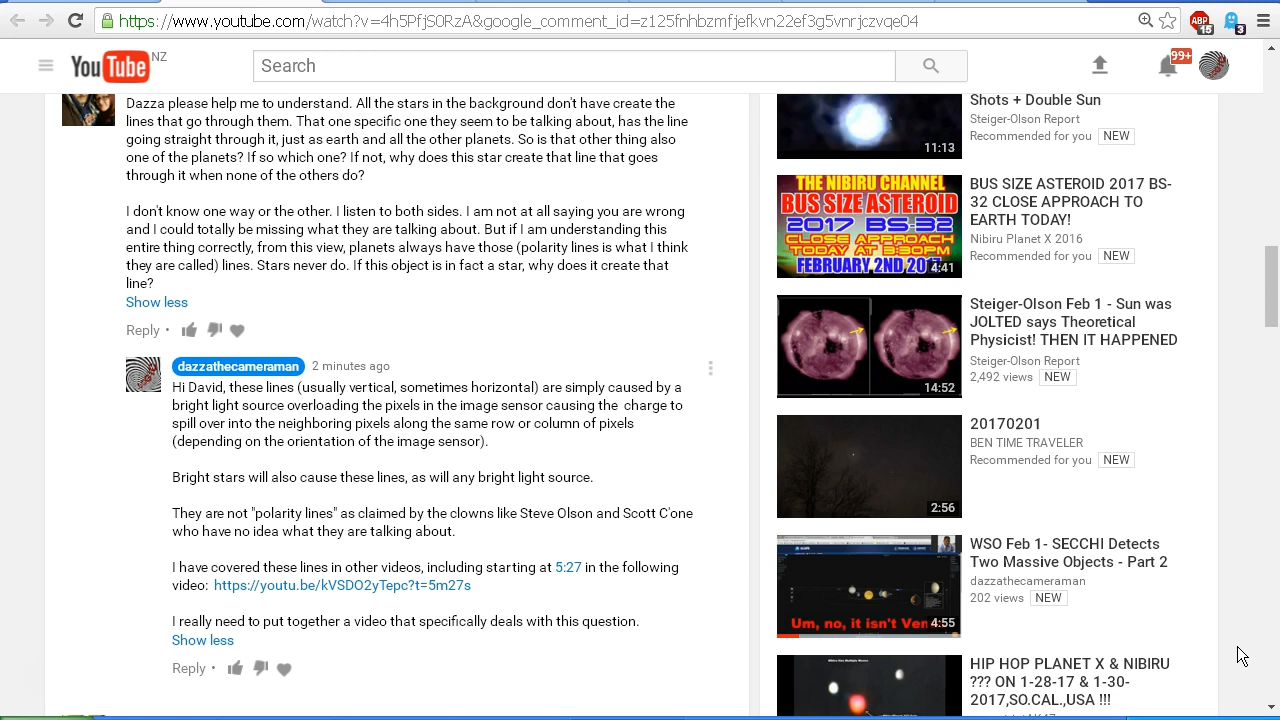 https://www.youtube.com/watch?v=4h5PfJS0RzA&google_comment_id=z125nhbzmfjefkvn22ef3g5vnrjczvqe04
ABP
15
3
YouTube NZ
Search
99+
Dazza please help me understand. All the stars in the background don't have create the
lines that go through them. The one specific one they seem to be talking about, has the line
going straight through it just as earth and all the other planets. So is that other thing also
one of the planets? So to which one? If not, why does this star create that line that goes
through it when none of the others do?
I don't know one way or the other. I listen to both sides. I am not at all saying you are wrong
but you seem to be missing what they are talking about. But if I am understanding this
entire debate right, from this view planes always have those lines (however the hell it is
they are created) and stars never do. If this object is in fact a star, why does it create that
line?
Show less
Reply •
dazzathecameraman 2 minutes ago
Hi David, these lines (usually vertical, sometimes horizontal) are simply caused by a
bright light source overloading the pixels in the image sensor causing the charge to
spill over into the neighboring pixels along the same row or column of pixels
(depending on the orientation of the image sensor).
Bright stars will also cause these lines, as will any bright light source.
They are not "polarity lines" as claimed by the clowns like Steve Olson and Scott C'one
who have no idea what they are talking about.
I have covered these lines in other videos, including starting at 5:27 in the following
video: https://youtu.be/kVSDO2yTepc?t=5m27s
I really need to put together a video that specifically deals with this question.
Show less
Reply •
Shots + Double Sun
Steiger-Olson Report
Recommended for you NEW
11:13
THE NIBIRU CHANNEL
BUS SIZE ASTEROID
2017 BS-32
CLOSE APPROACH
TODAY AT 3:30PM
FEBRUARY 2ND 201
4:41
BUS SIZE ASTEROID 2017 BS-
32 CLOSE APPROACH TO
EARTH TODAY!
Nibiru Planet X 2016
Recommended for you NEW
14:52
Steiger-Olson Feb 1 - Sun was
JOLTED says Theoretical
Physicist! THEN IT HAPPENED
Steiger-Olson Report
2,492 views NEW
2:56
20170201
BEN TIME TRAVELER
Recommended for you NEW
Um, no, it isn't Ven
4:55
WSO Feb 1- SECCHI Detects
Two Massive Objects - Part 2
dazzathecameraman
202 views NEW
HIP HOP PLANET X & NIBIRU
??? ON 1-28-17 & 1-30-
2017,SO.CAL.,USA !!!